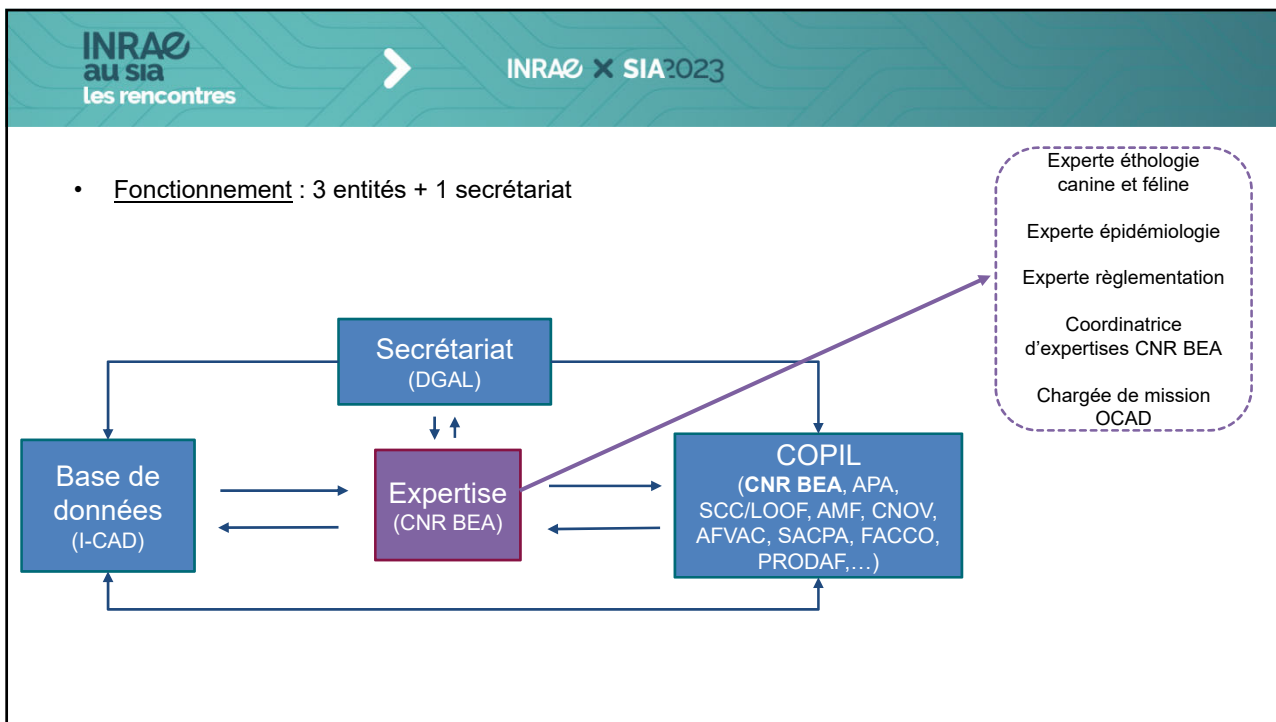 INRAE
au sia
les rencontres
INRAE X SIA2023
• Fonctionnement : 3 entités + 1 secrétariat
Secrétariat
(DGAL)
Base de
données
(I-CAD)
Expertise
(CNR BEA)
COPIL
(CNR BEA, APA,
SCC/LOOF, AMF, CNOV,
AFVAC, SACPA, FACCO,
PRODAF,...)
Experte éthologie
canine et féline
Experte épidémiologie
Experte règlementation
Coordinatrice
d'expertises CNR BEA
Chargée de mission
OCAD